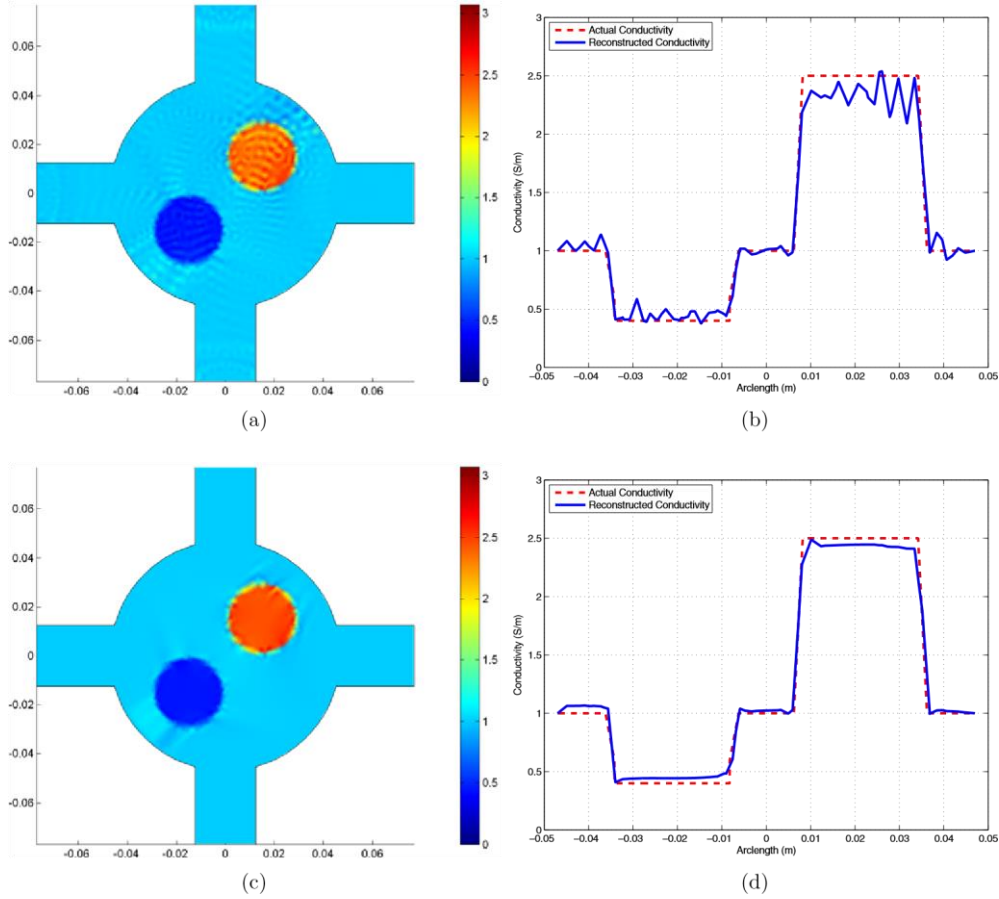 0.06
0.04
0.02
0
-0.02
-0.04
-0.06
-0.06 -0.04 -0.02 0 0.02 0.04 0.06
3
2.5
2
1.5
1
0.5
0
(a)
Actual Conductivity
Reconstructed Conductivity
Conductivity (S/m)
3
2.5
2
1.5
1
0.5
0
−0.05 −0.04 −0.03 −0.02 −0.01 0 0.01 0.02 0.03 0.04 0.05
Arclength (m)
(b)
0.06
0.04
0.02
0
-0.02
-0.04
-0.06
-0.06 -0.04 -0.02 0 0.02 0.04 0.06
3
2.5
2
1.5
1
0.5
0
(c)
Actual Conductivity
Reconstructed Conductivity
Conductivity (S/m)
3
2.5
2
1.5
1
0.5
0
−0.05 −0.04 −0.03 −0.02 −0.01 0 0.01 0.02 0.03 0.04 0.05
Arclength (m)
(d)